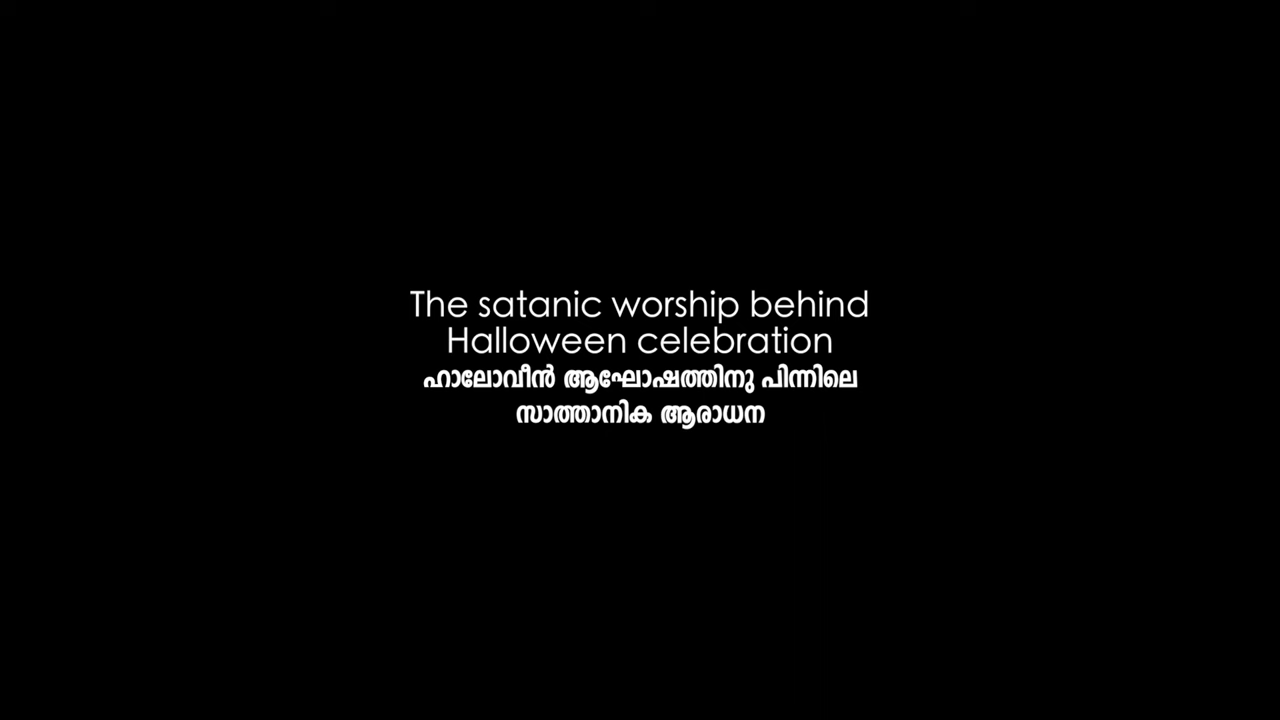 The satanic worship behind
Halloween celebration
ഹാലോവീൻ ആഘോഷത്തിനു പിന്നിലെ
സാത്താനിക ആരാധന